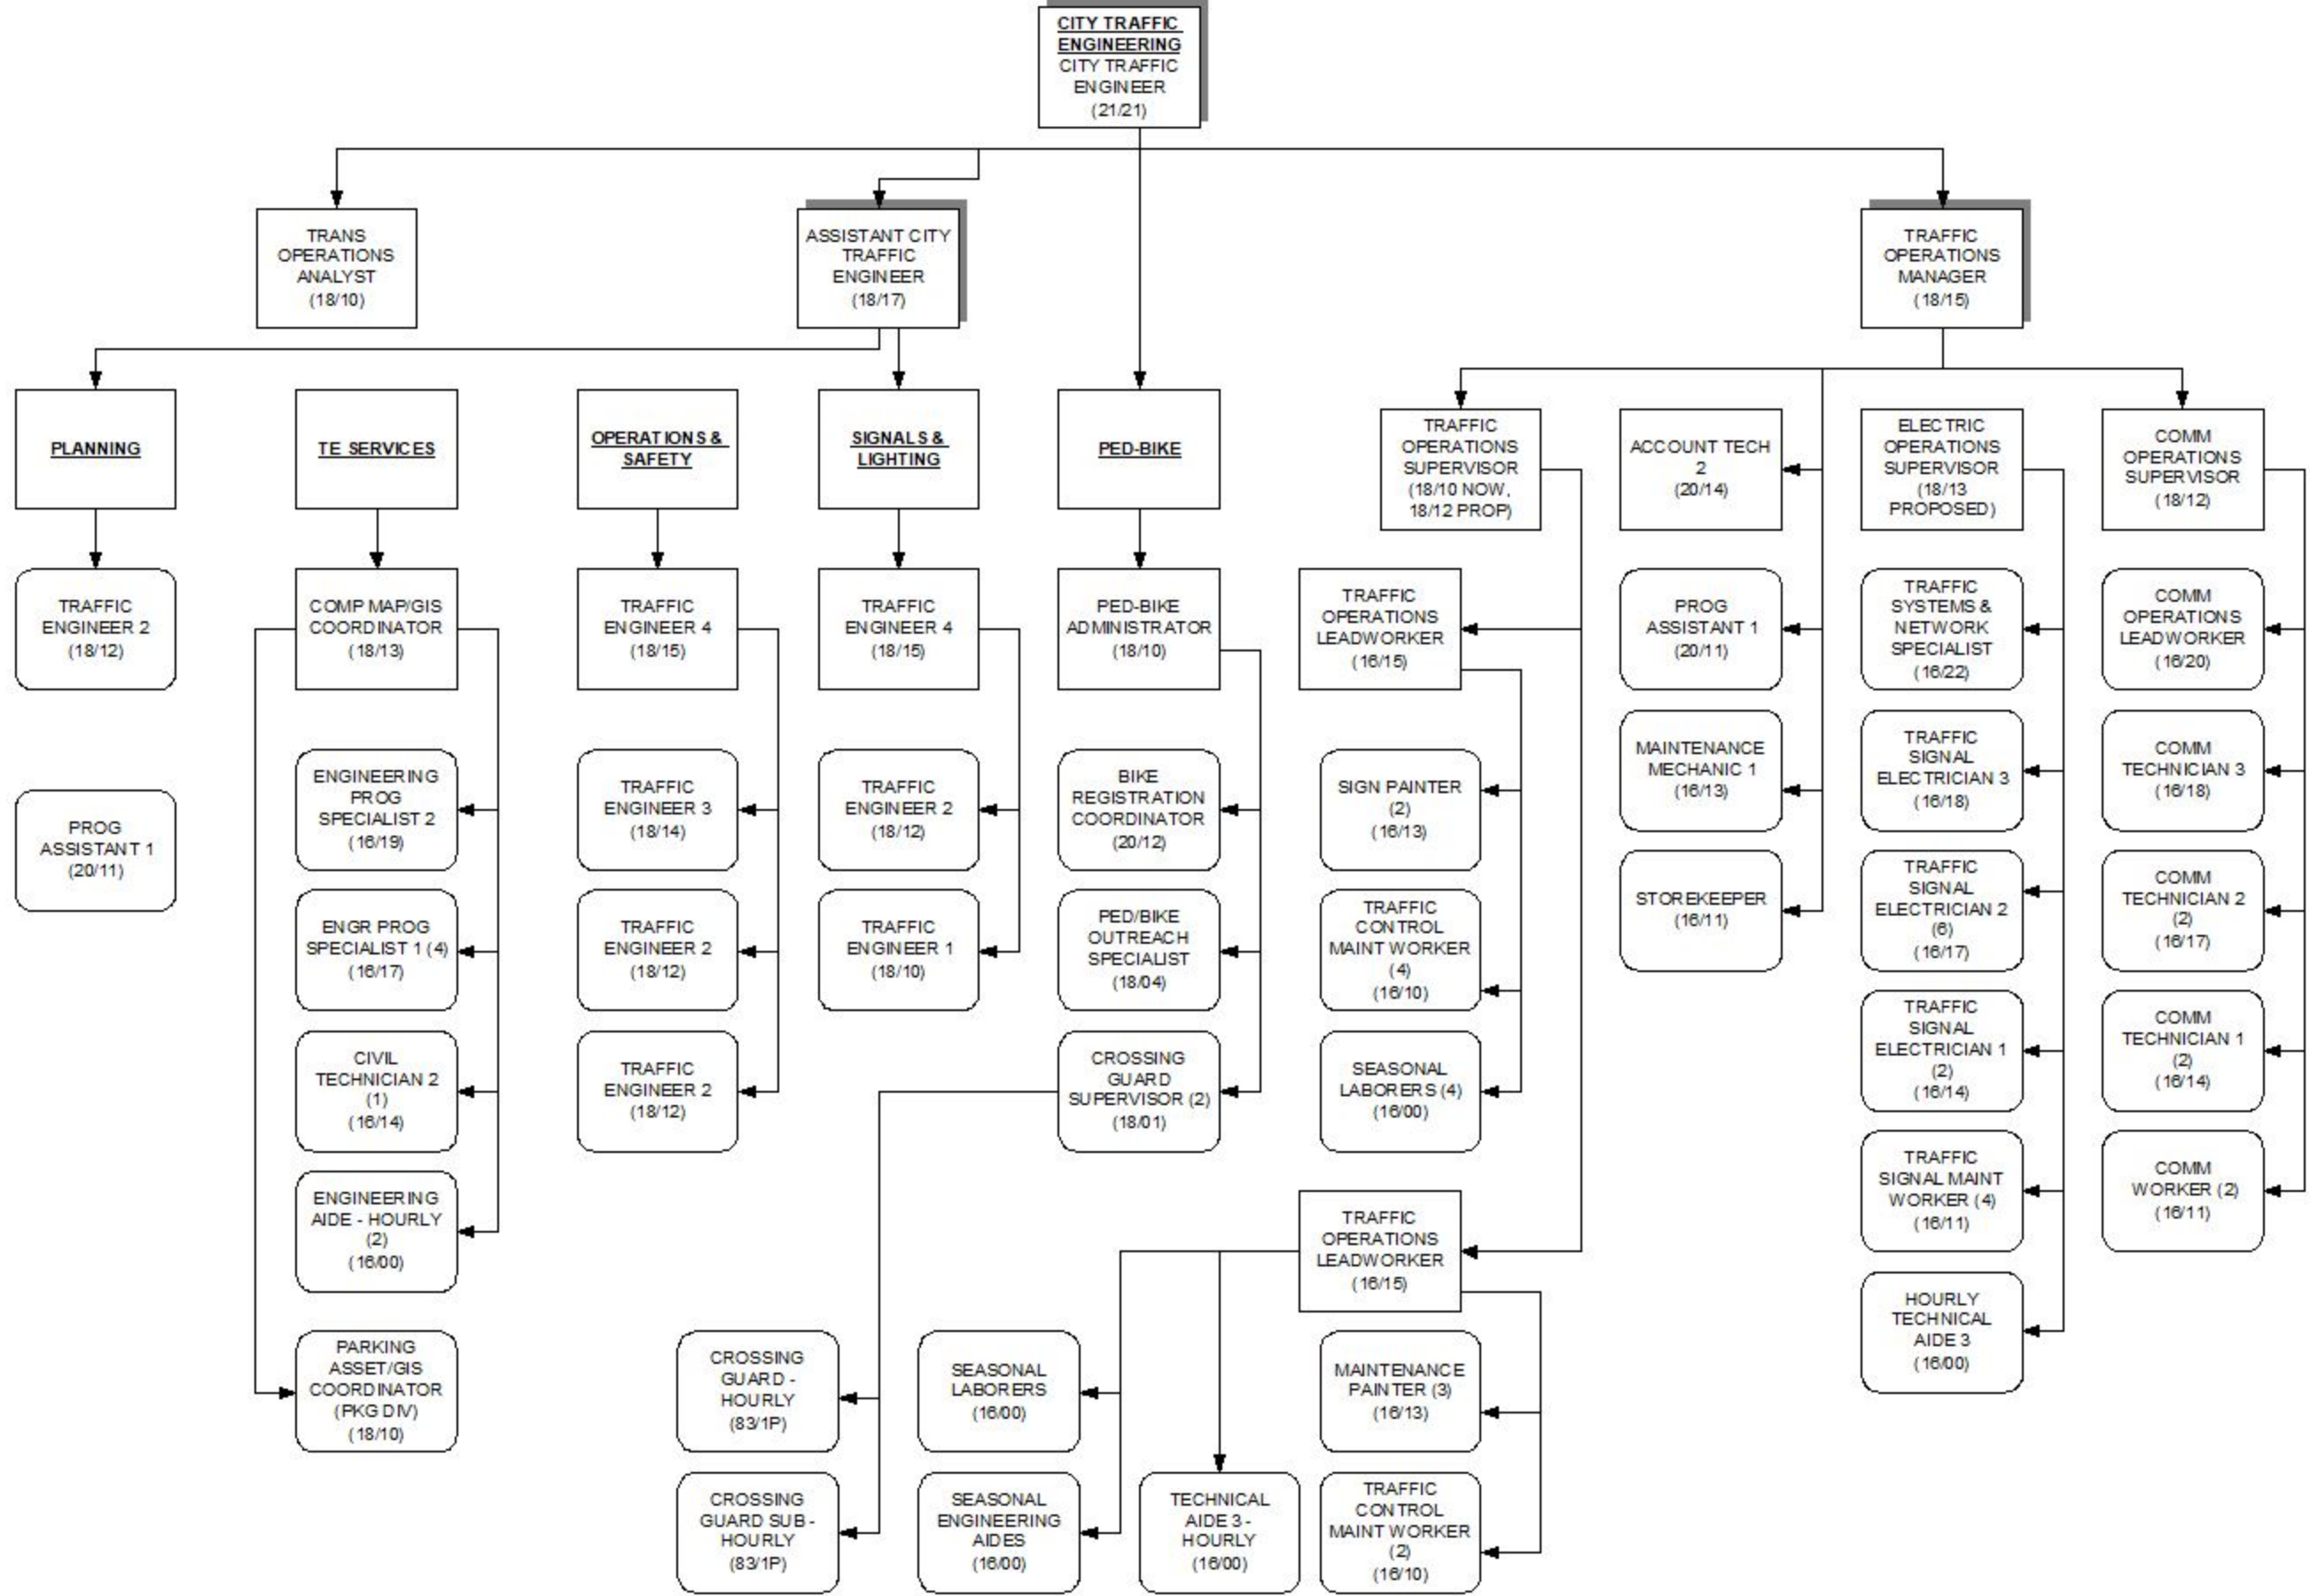 CITY TRAFFIC
ENGINEERING
CITY TRAFFIC
ENGINEER
(21/21)
TRANS
OPERATIONS
ANALYST
(18/10)
ASSISTANT CITY
TRAFFIC
ENGINEER
(18/17)
TRAFFIC
OPERATIONS
MANAGER
(18/15)
PLANNING
TE SERVICES
OPERATIONS &
SAFETY
SIGNALS &
LIGHTING
PED-BIKE
TRAFFIC
OPERATIONS
SUPERVISOR
(18/10 NOW,
18/12 PROP)
ACCOUNT TECH
2
(20/14)
ELECTRIC
OPERATIONS
SUPERVISOR
(18/13
PROPOSED)
COMM
OPERATIONS
SUPERVISOR
(18/12)
TRAFFIC
ENGINEER 2
(18/12)
COMP MAP/GIS
COORDINATOR
(18/13)
TRAFFIC
ENGINEER 4
(18/15)
TRAFFIC
ENGINEER 4
(18/15)
PED-BIKE
ADMINISTRATOR
(18/10)
TRAFFIC
OPERATIONS
LEADWORKER
(16/15)
PROG
ASSISTANT 1
(20/11)
TRAFFIC
SYSTEMS &
NETWORK
SPECIALIST
(16/22)
COMM
OPERATIONS
LEADWORKER
(16/20)
PROG
ASSISTANT 1
(20/11)
ENGINEERING
PROG
SPECIALIST 2
(16/19)
TRAFFIC
ENGINEER 3
(18/14)
TRAFFIC
ENGINEER 2
(18/12)
BIKE
REGISTRATION
COORDINATOR
(20/12)
SIGN PAINTER
(2)
(16/13)
MAINTENANCE
MECHANIC 1
(16/13)
TRAFFIC
SIGNAL
ELECTRICIAN 3
(16/18)
COMM
TECHNICIAN 3
(16/18)
ENGR PROG
SPECIALIST 1 (4)
(16/17)
TRAFFIC
ENGINEER 2
(18/12)
TRAFFIC
ENGINEER 1
(18/10)
PED/BIKE
OUTREACH
SPECIALIST
(18/04)
TRAFFIC
CONTROL
MAINT WORKER
(4)
(16/10)
STOREKEEPER
(16/11)
TRAFFIC
SIGNAL
ELECTRICIAN 2
(6)
(16/17)
COMM
TECHNICIAN 2
(2)
(16/17)
CIVIL
TECHNICIAN 2
(1)
(16/14)
TRAFFIC
ENGINEER 2
(18/12)
CROSSING
GUARD
SUPERVISOR (2)
(18/01)
SEASONAL
LABORERS (4)
(16/00)
TRAFFIC
SIGNAL
ELECTRICIAN 1
(2)
(16/14)
COMM
TECHNICIAN 1
(2)
(16/14)
ENGINEERING
AIDE - HOURLY
(2)
(16/00)
TRAFFIC
OPERATIONS
LEADWORKER
(16/15)
TRAFFIC
SIGNAL MAINT
WORKER (4)
(16/11)
COMM
WORKER (2)
(16/11)
PARKING
ASSET/GIS
COORDINATOR
(PKG DIV)
(18/10)
CROSSING
GUARD -
HOURLY
(83/1P)
SEASONAL
LABORERS
(16/00)
MAINTENANCE
PAINTER (3)
(16/13)
HOURLY
TECHNICAL
AIDE 3
(16/00)
CROSSING
GUARD SUB -
HOURLY
(83/1P)
SEASONAL
ENGINEERING
AIDES
(16/00)
TECHNICAL
AIDE 3 -
HOURLY
(16/00)
TRAFFIC
CONTROL
MAINT WORKER
(2)
(16/10)